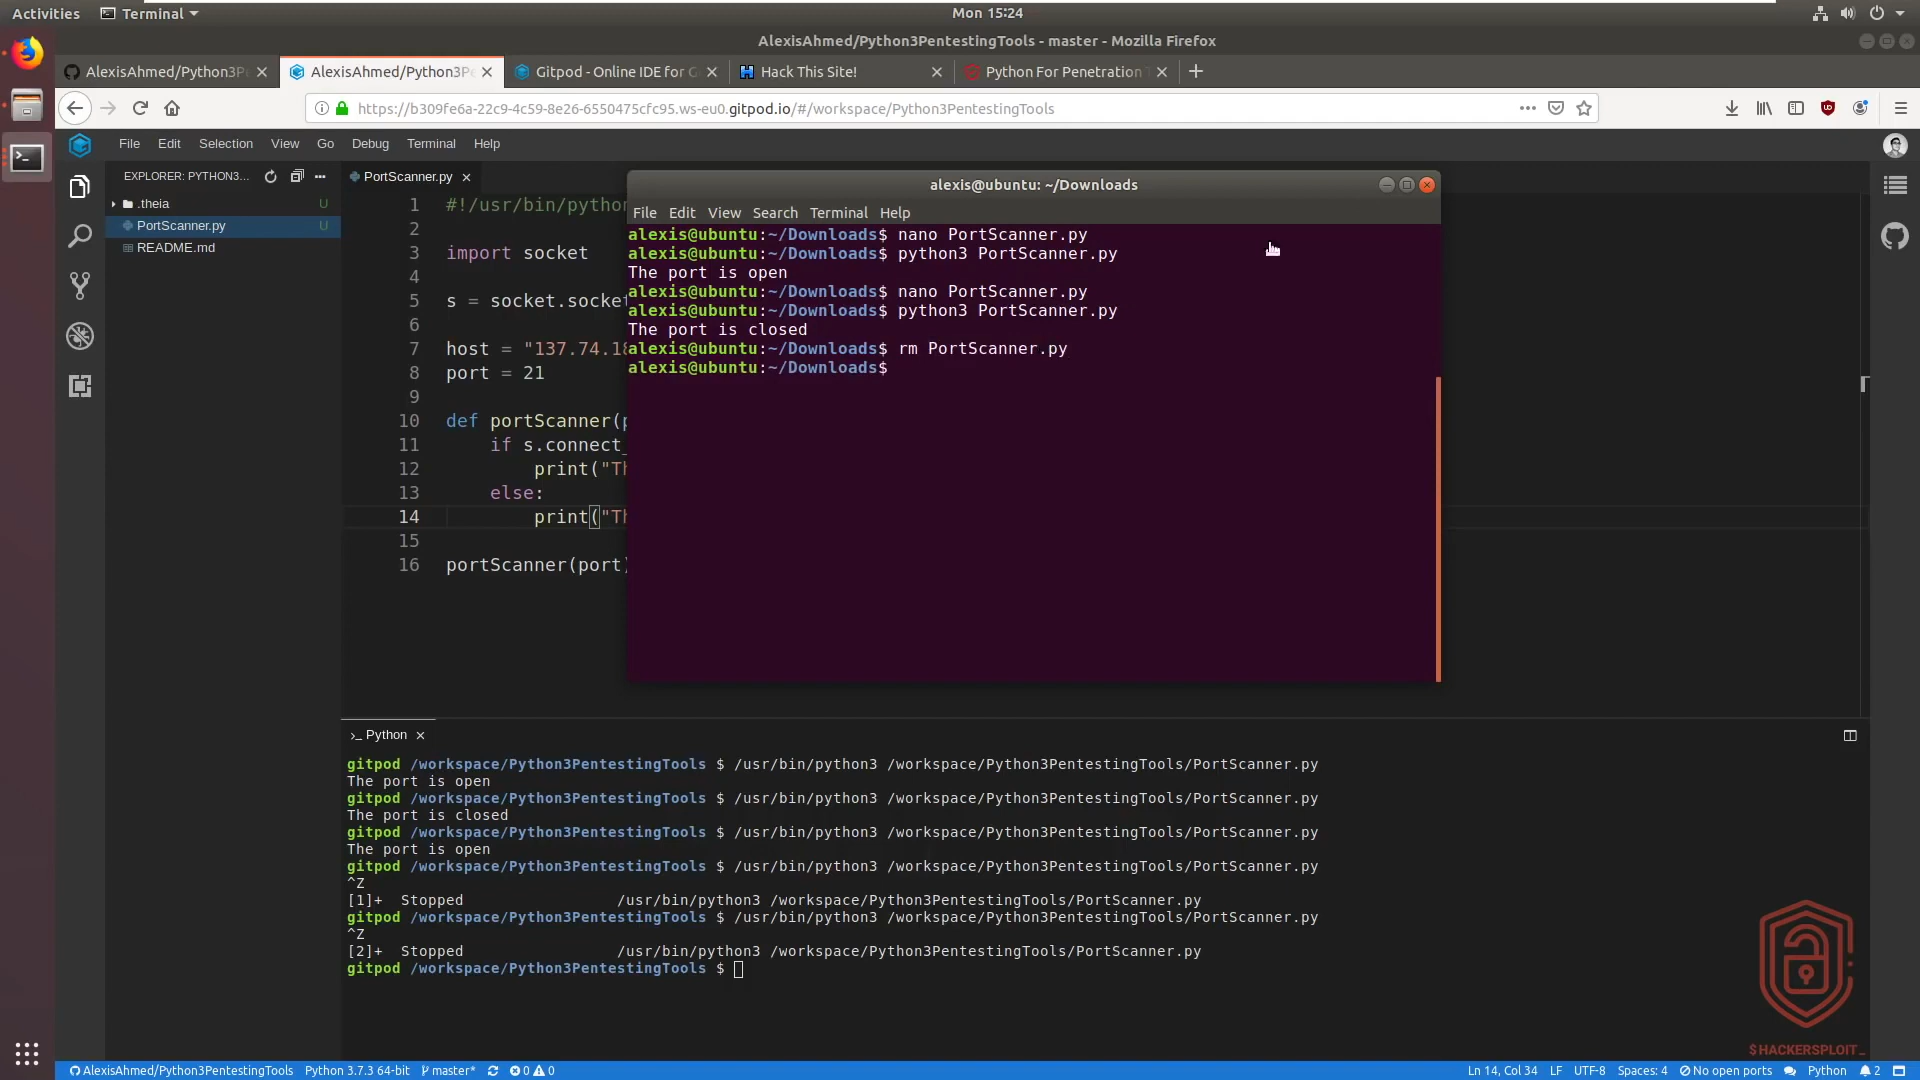 Activities Terminal Mon 15:24
AlexisAhmed/Python3PentestingTools - master - Mozilla Firefox
AlexisAhmed/Python3P AlexisAhmed/Python3Pe Gitpod - Online IDE for G Hack This Site! Python For Penetration
https://b309fe6a-22c9-4c59-8e26-6550475cfc95.ws-eu0.gitpod.io/#/workspace/Python3PentestingTools
File Edit Selection View Go Debug Terminal Help
EXPLORER: PYTHON3...
.theia U
PortScanner.py U
README.md
PortScanner.py
1 #!/usr/bin/python
2
3 import socket
4
5 s = socket.socket
6
7 host = "137.74.18
8 port = 21
9
10 def portScanner(p
11 if s.connect_
12 print("Th
13 else:
14 print("Th
15
16 portScanner(port)
alexis@ubuntu: ~/Downloads
File Edit View Search Terminal Help
alexis@ubuntu:~/Downloads$ nano PortScanner.py
alexis@ubuntu:~/Downloads$ python3 PortScanner.py
The port is open
alexis@ubuntu:~/Downloads$ nano PortScanner.py
alexis@ubuntu:~/Downloads$ python3 PortScanner.py
The port is closed
alexis@ubuntu:~/Downloads$ rm PortScanner.py
alexis@ubuntu:~/Downloads$
>_ Python
gitpod /workspace/Python3PentestingTools $ /usr/bin/python3 /workspace/Python3PentestingTools/PortScanner.py
The port is open
gitpod /workspace/Python3PentestingTools $ /usr/bin/python3 /workspace/Python3PentestingTools/PortScanner.py
The port is closed
gitpod /workspace/Python3PentestingTools $ /usr/bin/python3 /workspace/Python3PentestingTools/PortScanner.py
The port is open
gitpod /workspace/Python3PentestingTools $ /usr/bin/python3 /workspace/Python3PentestingTools/PortScanner.py
^Z
[1]+ Stopped /usr/bin/python3 /workspace/Python3PentestingTools/PortScanner.py
gitpod /workspace/Python3PentestingTools $ /usr/bin/python3 /workspace/Python3PentestingTools/PortScanner.py
^Z
[2]+ Stopped /usr/bin/python3 /workspace/Python3PentestingTools/PortScanner.py
gitpod /workspace/Python3PentestingTools $
$HACKERSPLOIT_
AlexisAhmed/Python3PentestingTools Python 3.7.3 64-bit master* 0 0 Ln 14, Col 34 LF UTF-8 Spaces: 4 No open ports Python 2